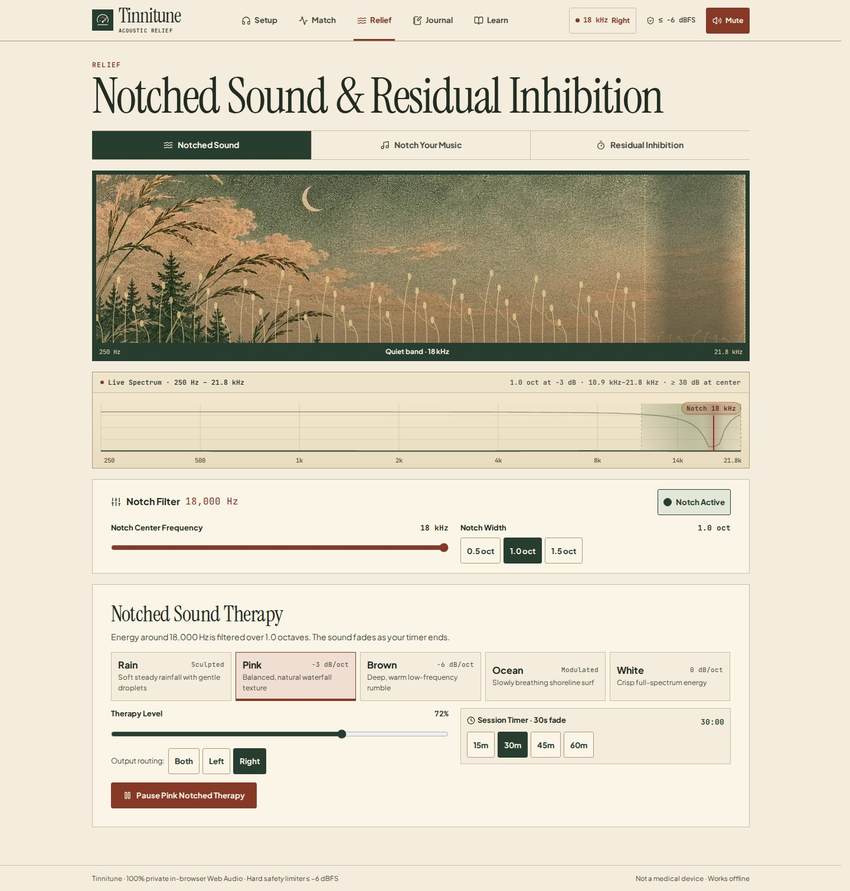 Tinnitune
ACOUSTIC RELIEF
Setup
Match
Relief
Journal
Learn
18 kHz Right
≤ -6 dBFS
Mute
RELIEF
Notched Sound & Residual Inhibition
Notched Sound
Notch Your Music
Residual Inhibition
250 Hz
Quiet band · 18 kHz
21.8 kHz
Live Spectrum · 250 Hz – 21.8 kHz
1.0 oct at -3 dB · 10.9 kHz–21.8 kHz · ≥ 30 dB at center
Notch 18 kHz
250
500
1k
2k
4k
8k
14k
21.8k
Notch Filter 18,000 Hz
Notch Active
Notch Center Frequency
18 kHz
Notch Width
1.0 oct
0.5 oct
1.0 oct
1.5 oct
Notched Sound Therapy
Energy around 18,000 Hz is filtered over 1.0 octaves. The sound fades as your timer ends.
Rain
Sculpted
Soft steady rainfall with gentle
droplets
Pink
-3 dB/oct
Balanced, natural waterfall
texture
Brown
-6 dB/oct
Deep, warm low-frequency
rumble
Ocean
Modulated
Slowly breathing shoreline surf
White
0 dB/oct
Crisp full-spectrum energy
Therapy Level
72%
Session Timer · 30s fade
30:00
15m
30m
45m
60m
Output routing:
Both
Left
Right
Pause Pink Notched Therapy
Tinnitune · 100% private in-browser Web Audio · Hard safety limiter ≤ -6 dBFS
Not a medical device · Works offline